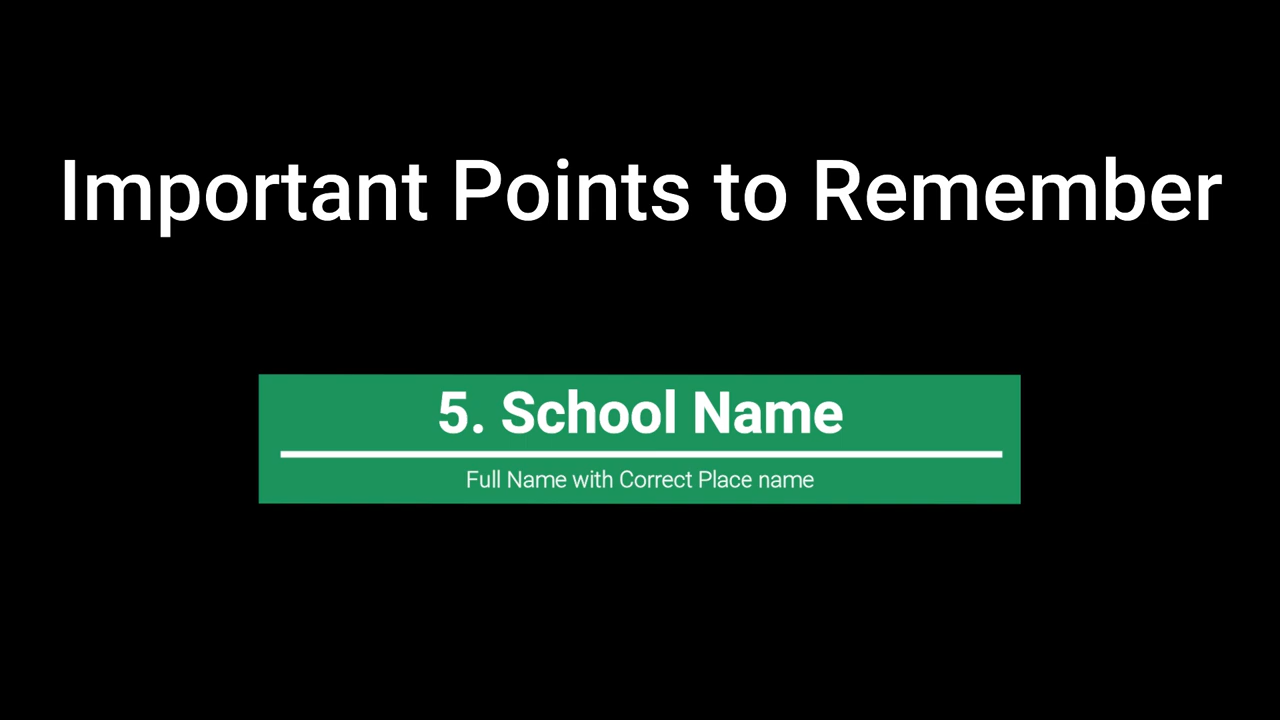 Important Points to Remember
5. School Name
Full Name with Correct Place name